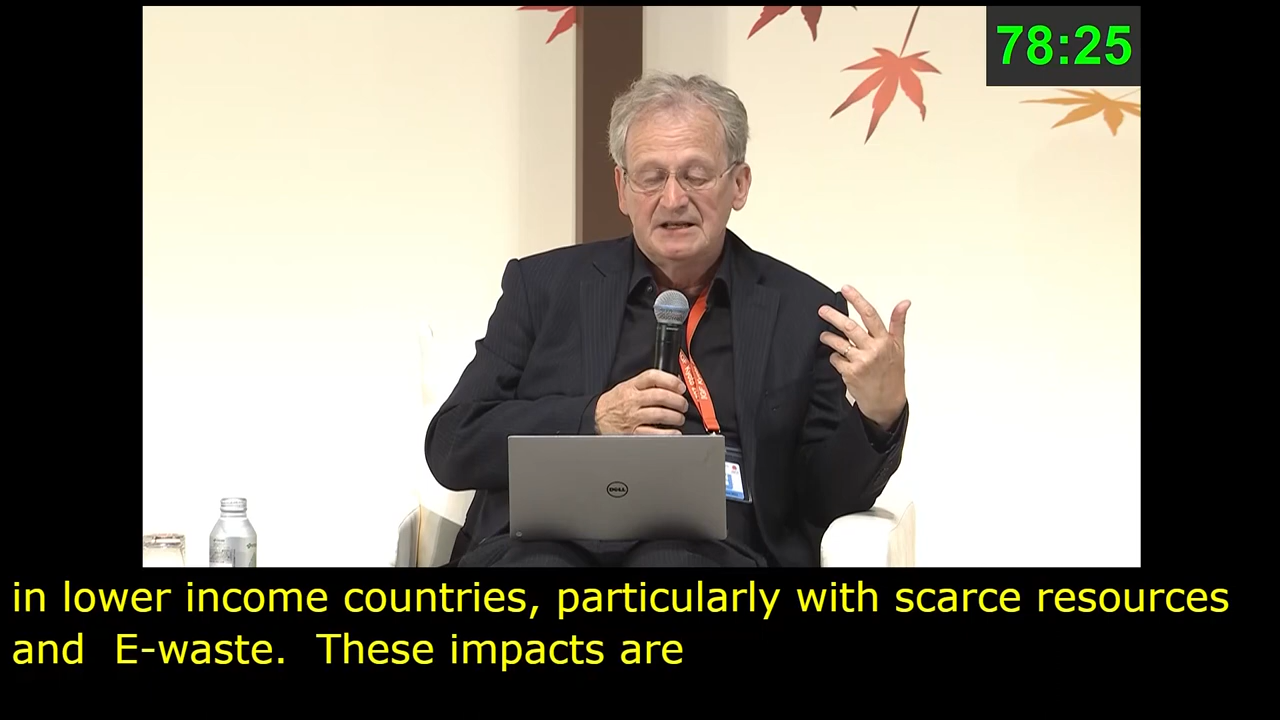 78:25
DELL
in lower income countries, particularly with scarce resources
and  E-waste.  These impacts are